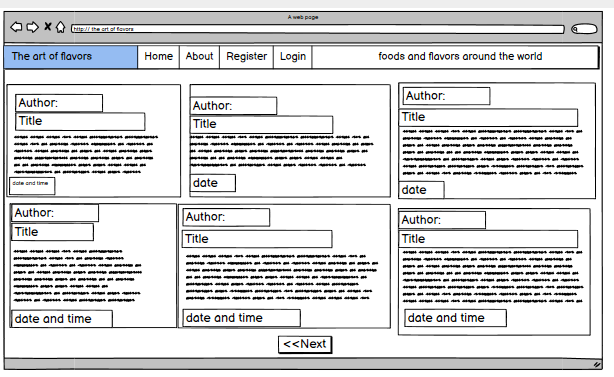 A web page
http:// the art of flavors
The art of flavors Home About Register Login foods and flavors around the world
Author:
Title
date and time
Author:
Title
date
Author:
Title
date
Author:
Title
date and time
Author:
Title
date and time
Author:
Title
date and time
<<Next